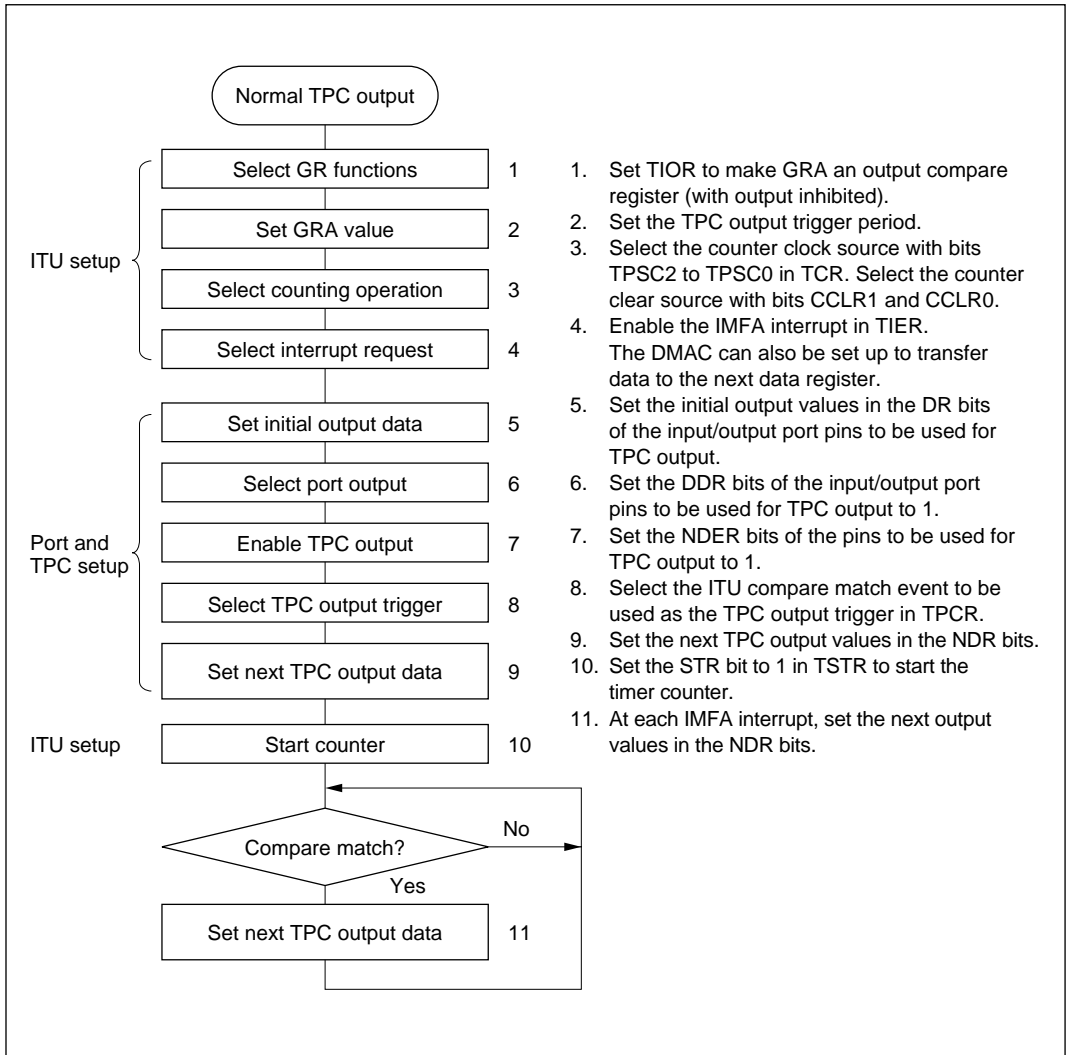 Normal TPC output
ITU setup
Select GR functions 1
Set GRA value 2
Select counting operation 3
Select interrupt request 4
Port and
TPC setup
Set initial output data 5
Select port output 6
Enable TPC output 7
Select TPC output trigger 8
Set next TPC output data 9
ITU setup
Start counter 10
Compare match?
No
Yes
Set next TPC output data 11
1. Set TIOR to make GRA an output compare
register (with output inhibited).
2. Set the TPC output trigger period.
3. Select the counter clock source with bits
TPSC2 to TPSC0 in TCR. Select the counter
clear source with bits CCLR1 and CCLR0.
4. Enable the IMFA interrupt in TIER.
The DMAC can also be set up to transfer
data to the next data register.
5. Set the initial output values in the DR bits
of the input/output port pins to be used for
TPC output.
6. Set the DDR bits of the input/output port
pins to be used for TPC output to 1.
7. Set the NDER bits of the pins to be used for
TPC output to 1.
8. Select the ITU compare match event to be
used as the TPC output trigger in TPCR.
9. Set the next TPC output values in the NDR bits.
10. Set the STR bit to 1 in TSTR to start the
timer counter.
11. At each IMFA interrupt, set the next output
values in the NDR bits.